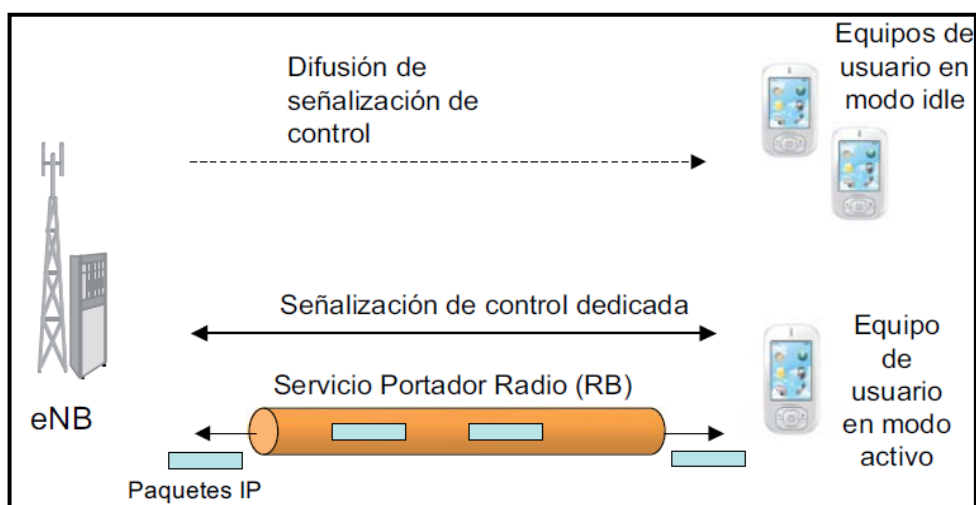 Difusión de
señalización de
control
Equipos de
usuario en
modo idle
Señalización de control dedicada
Servicio Portador Radio (RB)
eNB
Paquetes IP
Equipo
de
usuario
en modo
activo